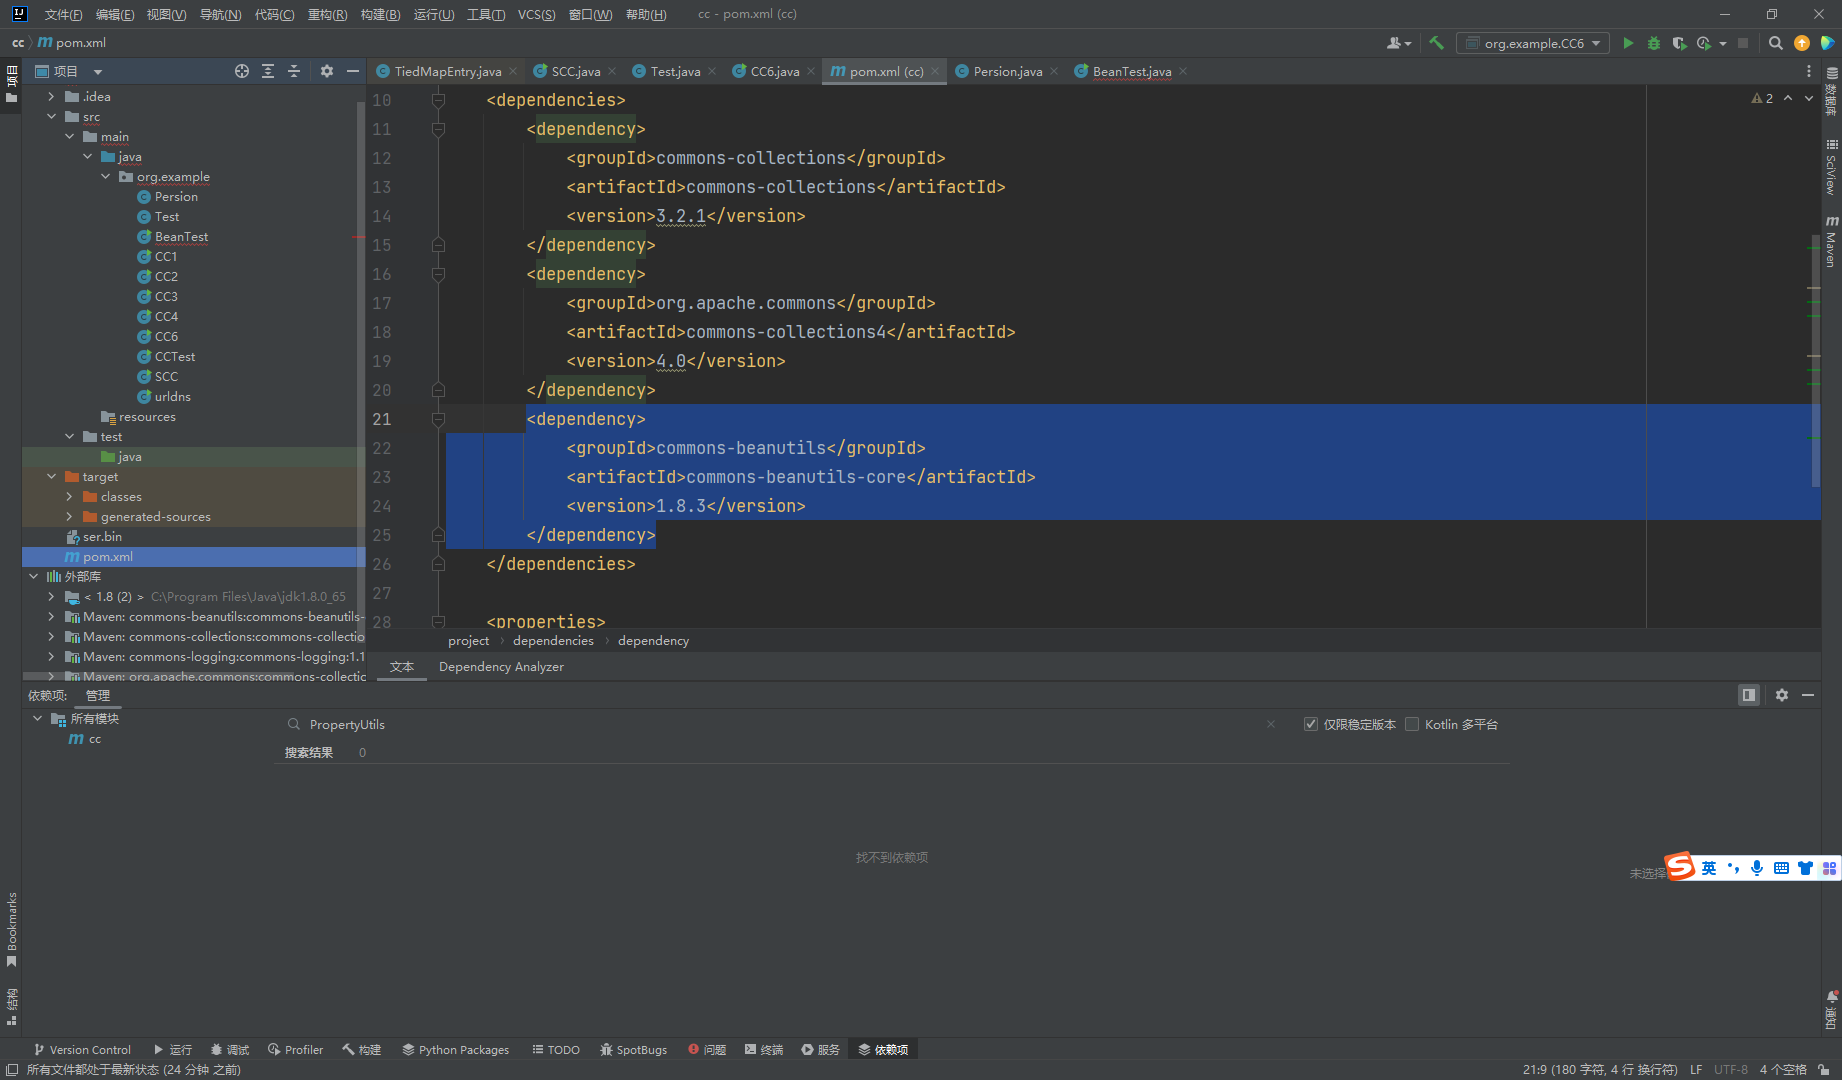 文件(F) 编辑(E) 视图(V) 导航(N) 代码(C) 重构(R) 构建(B) 运行(U) 工具(T) VCS(S) 窗口(W) 帮助(H) cc - pom.xml (cc)
cc pom.xml org.example.CC6
项目 TiedMapEntry.java SCC.java Test.java CC6.java pom.xml (cc) Persion.java BeanTest.java
项目
.idea
src
main
java
org.example
Persion
Test
BeanTest
CC1
CC2
CC3
CC4
CC6
CCTest
SCC
urldns
resources
test
java
target
classes
generated-sources
ser.bin
pom.xml
外部库
< 1.8 (2) > C:\Program Files\Java\jdk1.8.0_65
Maven: commons-beanutils:commons-beanutils-
Maven: commons-collections:commons-collectio
Maven: commons-logging:commons-logging:1.1
Maven: org.apache.commons:commons-collectic
10 <dependencies>
11 <dependency>
12 <groupId>commons-collections</groupId>
13 <artifactId>commons-collections</artifactId>
14 <version>3.2.1</version>
15 </dependency>
16 <dependency>
17 <groupId>org.apache.commons</groupId>
18 <artifactId>commons-collections4</artifactId>
19 <version>4.0</version>
20 </dependency>
21 <dependency>
22 <groupId>commons-beanutils</groupId>
23 <artifactId>commons-beanutils-core</artifactId>
24 <version>1.8.3</version>
25 </dependency>
26 </dependencies>
27
28 <properties>
2
数据库
SciView
Maven
project dependencies dependency
文本 Dependency Analyzer
依赖项: 管理
所有模块
cc
PropertyUtils 仅限稳定版本 Kotlin 多平台
搜索结果 0
找不到依赖项
未选择
英
Bookmarks
结构
通知
Version Control 运行 调试 Profiler 构建 Python Packages TODO SpotBugs 问题 终端 服务 依赖项
所有文件都处于最新状态 (24 分钟 之前) 21:9 (180 字符, 4 行 换行符) LF UTF-8 4 个空格